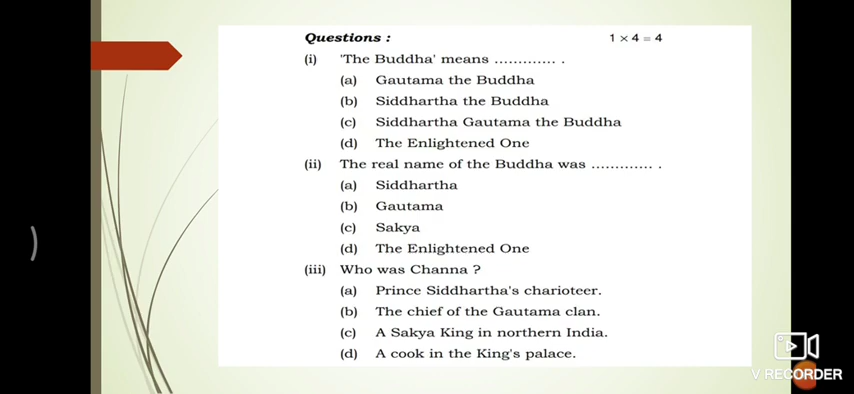 Questions : 1 × 4 = 4
(i) 'The Buddha' means ............. .
(a) Gautama the Buddha
(b) Siddhartha the Buddha
(c) Siddhartha Gautama the Buddha
(d) The Enlightened One
(ii) The real name of the Buddha was ............. .
(a) Siddhartha
(b) Gautama
(c) Sakya
(d) The Enlightened One
(iii) Who was Channa ?
(a) Prince Siddhartha's charioteer.
(b) The chief of the Gautama clan.
(c) A Sakya King in northern India.
(d) A cook in the King's palace.
V RECORDER